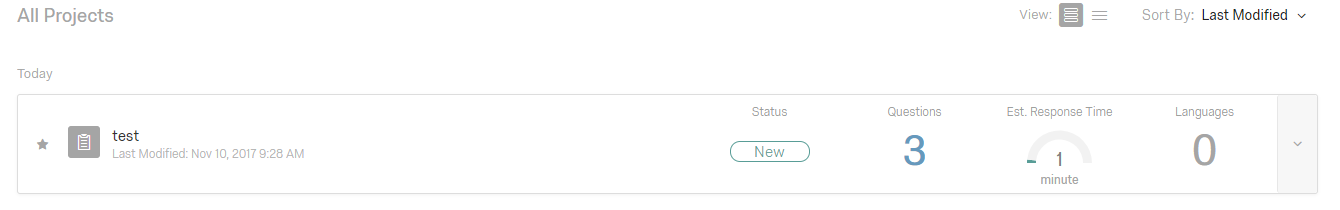 All Projects
View:
Sort By: Last Modified
Today
Status
Questions
Est. Response Time
Languages
test
Last Modified: Nov 10, 2017 9:28 AM
New
3
1
minute
0